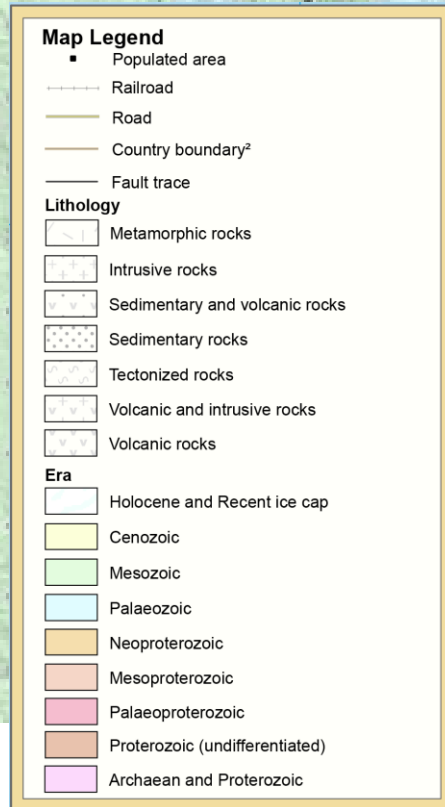 Map Legend
Populated area
Railroad
Road
Country boundary²
Fault trace
Lithology
Metamorphic rocks
Intrusive rocks
Sedimentary and volcanic rocks
Sedimentary rocks
Tectonized rocks
Volcanic and intrusive rocks
Volcanic rocks
Era
Holocene and Recent ice cap
Cenozoic
Mesozoic
Palaeozoic
Neoproterozoic
Mesoproterozoic
Palaeoproterozoic
Proterozoic (undifferentiated)
Archaean and Proterozoic